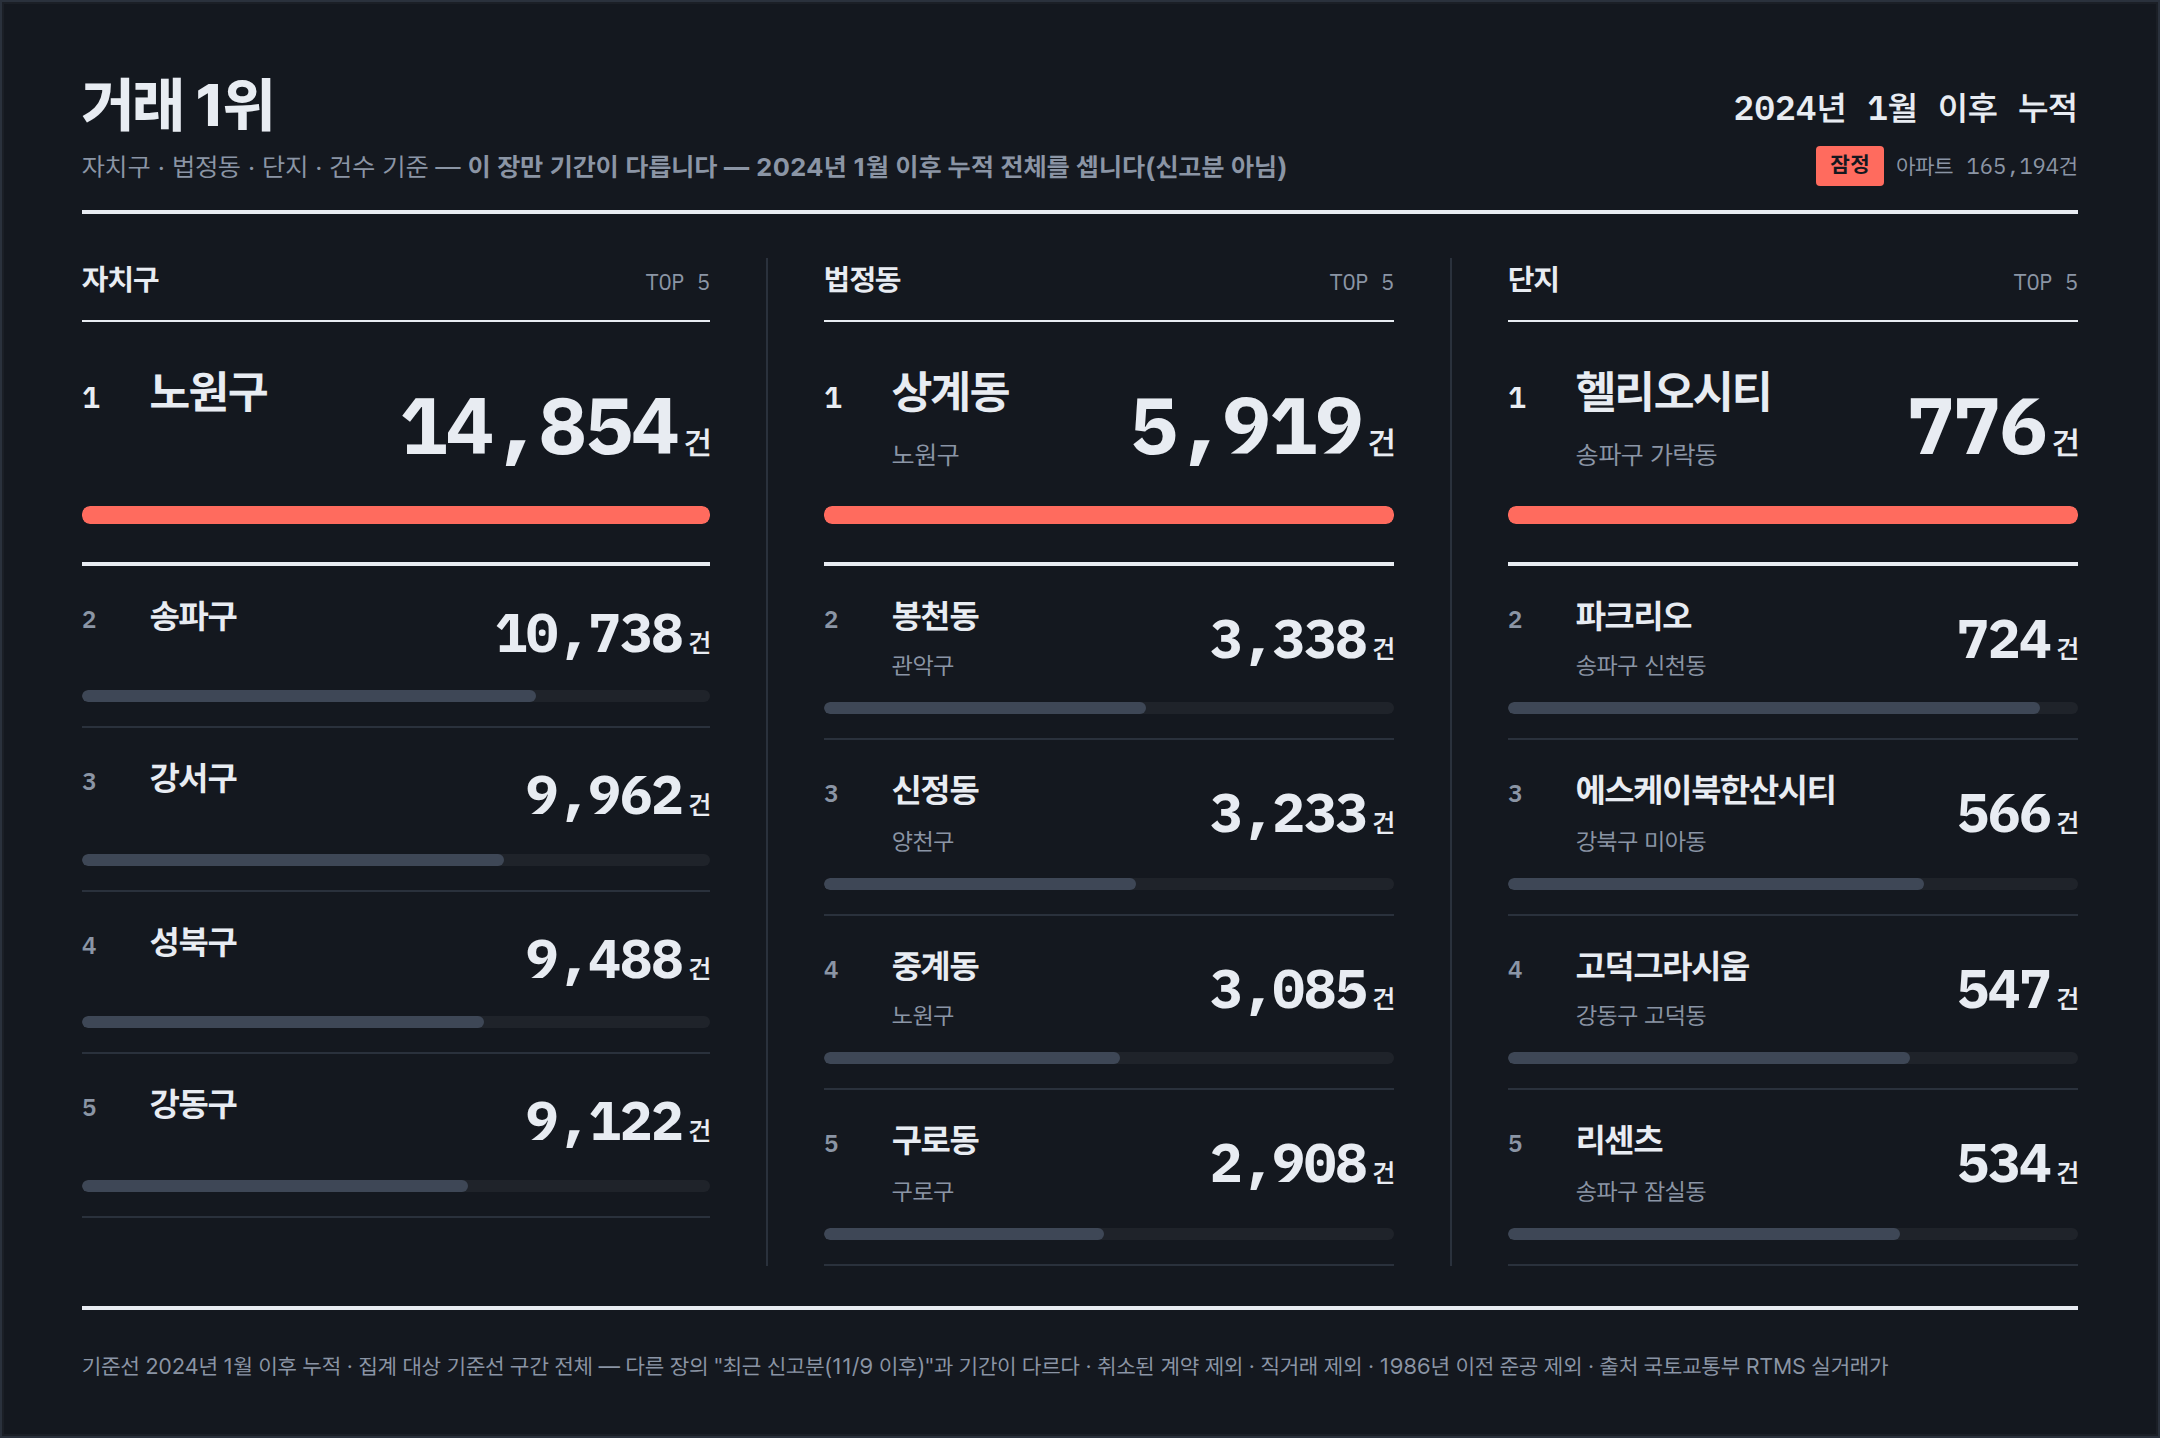 거래 1위
2024년 1월 이후 누적
자치구 · 법정동 · 단지 · 건수 기준 — 이 장만 기간이 다릅니다 — 2024년 1월 이후 누적 전체를 셉니다(신고분 아님)
잠정 아파트 165,194건
자치구 TOP 5
1 노원구 14,854건
2 송파구 10,738건
3 강서구 9,962건
4 성북구 9,488건
5 강동구 9,122건
법정동 TOP 5
1 상계동 5,919건
노원구
2 봉천동 3,338건
관악구
3 신정동 3,233건
양천구
4 중계동 3,085건
노원구
5 구로동 2,908건
구로구
단지 TOP 5
1 헬리오시티 776건
송파구 가락동
2 파크리오 724건
송파구 신천동
3 에스케이북한산시티 566건
강북구 미아동
4 고덕그라시움 547건
강동구 고덕동
5 리센츠 534건
송파구 잠실동
기준선 2024년 1월 이후 누적 · 집계 대상 기준선 구간 전체 — 다른 장의 "최근 신고분(11/9 이후)"과 기간이 다르다 · 취소된 계약 제외 · 직거래 제외 · 1986년 이전 준공 제외 · 출처 국토교통부 RTMS 실거래가